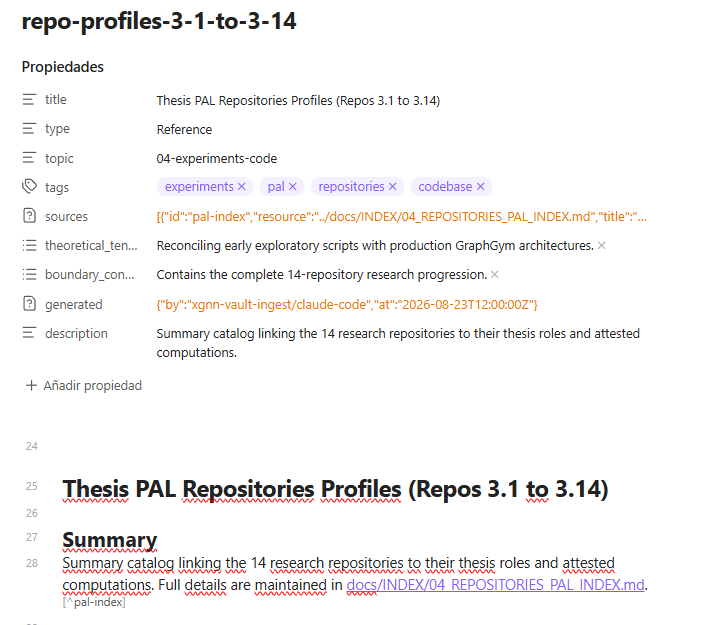 repo-profiles-3-1-to-3-14
Propiedades
title Thesis PAL Repositories Profiles (Repos 3.1 to 3.14)
type Reference
topic 04-experiments-code
tags experiments × pal × repositories × codebase ×
sources [{"id":"pal-index","resource":"../docs/INDEX/04_REPOSITORIES_PAL_INDEX.md","title":"...
theoretical_ten... Reconciling early exploratory scripts with production GraphGym architectures. ×
boundary_con... Contains the complete 14-repository research progression. ×
generated {"by":"xgnn-vault-ingest/claude-code","at":"2026-08-23T12:00:00Z"}
description Summary catalog linking the 14 research repositories to their thesis roles and attested
computations.
+ Añadir propiedad
24
25 Thesis PAL Repositories Profiles (Repos 3.1 to 3.14)
26
27 Summary
28 Summary catalog linking the 14 research repositories to their thesis roles and attested
computations. Full details are maintained in docs/INDEX/04_REPOSITORIES_PAL_INDEX.md.
[^pal-index]